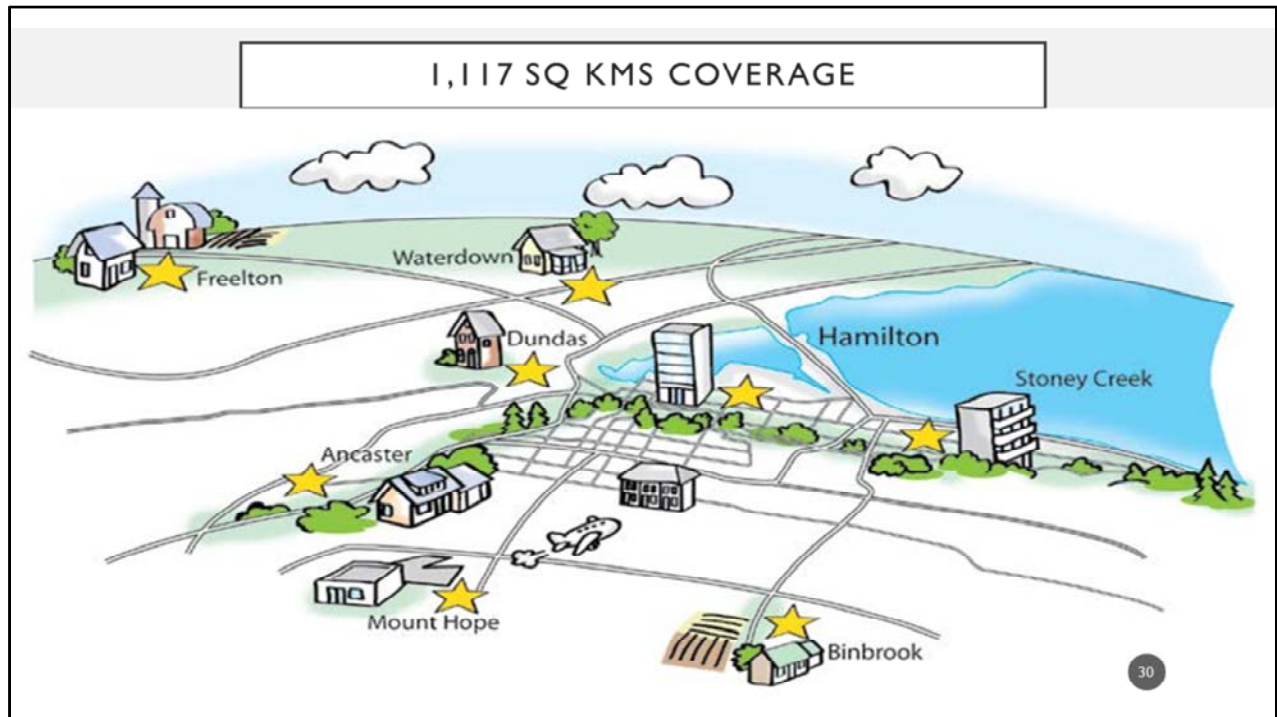 1,117 SQ KMS COVERAGE
Waterdown
Freelton
Dundas
Hamilton
Stoney Creek
Ancaster
Mount Hope
Binbrook
30